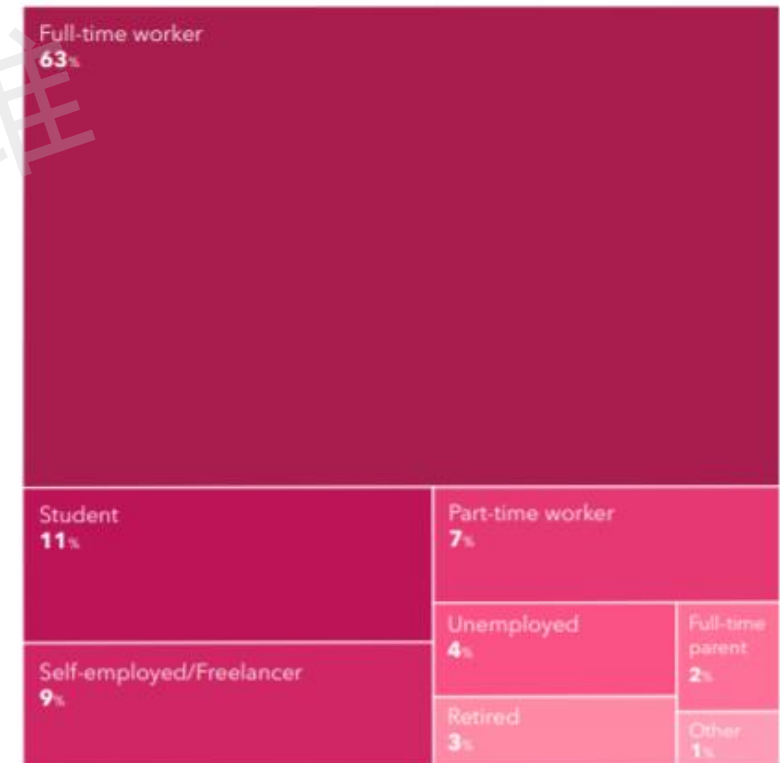 Full-time worker
63%
Student
11%
Self-employed/Freelancer
9%
Part-time worker
7%
Unemployed
4%
Retired
3%
Full-time
parent
2%
Other
1%